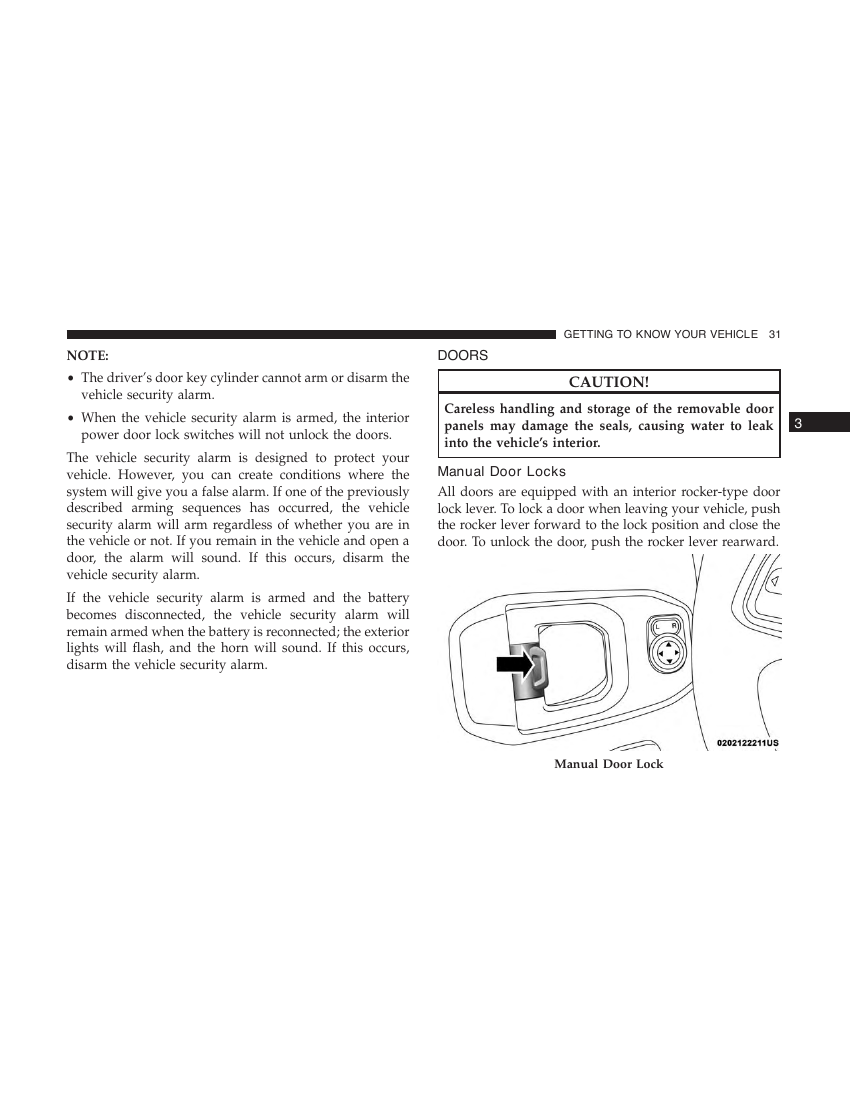 GETTING TO KNOW YOUR VEHICLE 31
NOTE:
• The driver’s door key cylinder cannot arm or disarm the
vehicle security alarm.
• When the vehicle security alarm is armed, the interior
power door lock switches will not unlock the doors.
The vehicle security alarm is designed to protect your
vehicle. However, you can create conditions where the
system will give you a false alarm. If one of the previously
described arming sequences has occurred, the vehicle
security alarm will arm regardless of whether you are in
the vehicle or not. If you remain in the vehicle and open a
door, the alarm will sound. If this occurs, disarm the
vehicle security alarm.
If the vehicle security alarm is armed and the battery
becomes disconnected, the vehicle security alarm will
remain armed when the battery is reconnected; the exterior
lights will flash, and the horn will sound. If this occurs,
disarm the vehicle security alarm.
DOORS
CAUTION!
Careless handling and storage of the removable door
panels may damage the seals, causing water to leak
into the vehicle’s interior.
3
Manual Door Locks
All doors are equipped with an interior rocker-type door
lock lever. To lock a door when leaving your vehicle, push
the rocker lever forward to the lock position and close the
door. To unlock the door, push the rocker lever rearward.
L R
0202122211US
Manual Door Lock